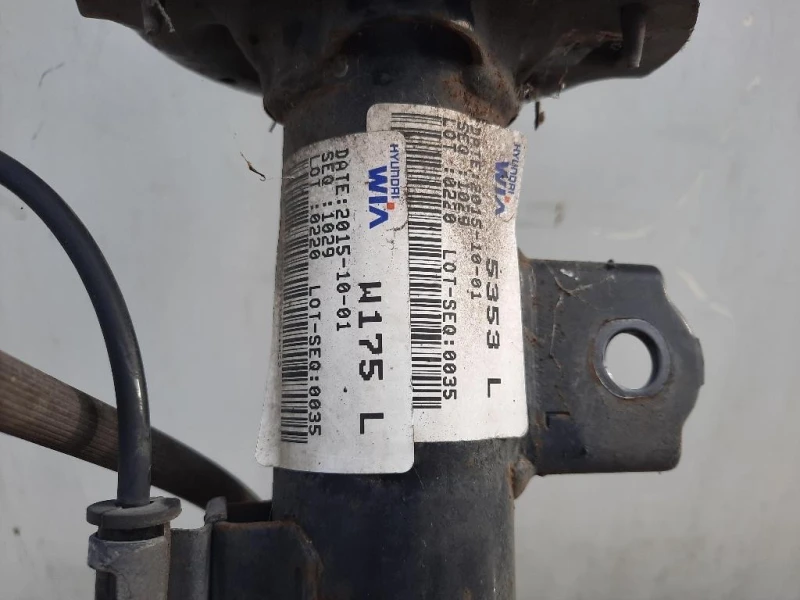 HYUNDAI
WIA
W175 L
DATE:2015-10-01
SEQ :1029
LOT :0220 LOT-SEQ:0035
HYUNDAI
WIA
5353 L
DATE:2015-10-01
SEQ :1029
LOT :0220 LOT-SEQ:0035